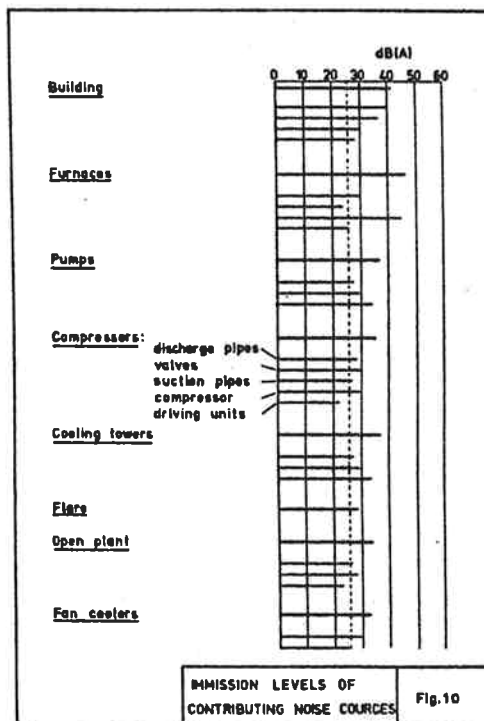 dB(A)
0 10 20 30 40 50 60
Building
Furnaces
Pumps
Compressors:
discharge pipes
valves
suction pipes
compressor
driving units
Cooling towers
Flare
Open plant
Fan coolers
IMMISSION LEVELS OF
CONTRIBUTING NOISE COURCES
Fig.10